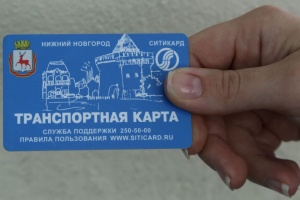 НИЖНИЙ НОВГОРОД СИТИКАРД
ТРАНСПОРТНАЯ КАРТА
СЛУЖБА ПОДДЕРЖКИ 250-50-00
ПРАВИЛА ПОЛЬЗОВАНИЯ WWW.SITICARD.RU